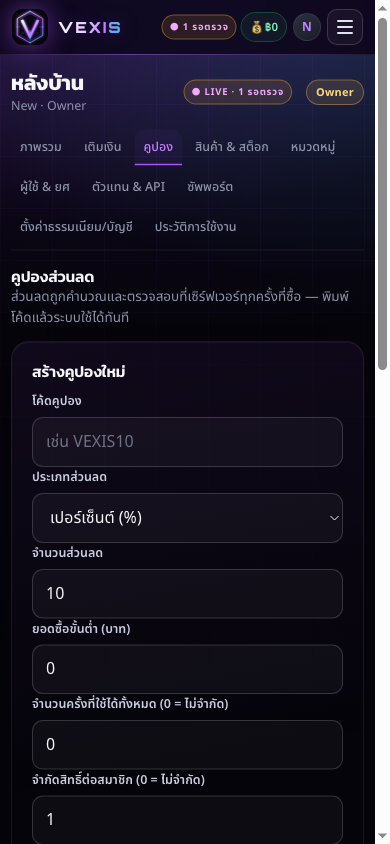 VEXIS
1 รอตรวจ
฿0
N
หลังบ้าน
New · Owner
LIVE · 1 รอตรวจ
Owner
ภาพรวม เติมเงิน คูปอง สินค้า & สต็อก หมวดหมู่
ผู้ใช้ & ยศ ตัวแทน & API ซัพพอร์ต
ตั้งค่าธรรมเนียม/บัญชี ประวัติการใช้งาน
คูปองส่วนลด
ส่วนลดถูกคำนวณและตรวจสอบที่เซิร์ฟเวอร์ทุกครั้งที่ซื้อ — พิมพ์
โค้ดแล้วระบบใช้ได้ทันที
สร้างคูปองใหม่
โค้ดคูปอง
เช่น VEXIS10
ประเภทส่วนลด
เปอร์เซ็นต์ (%)
จำนวนส่วนลด
10
ยอดซื้อขั้นต่ำ (บาท)
0
จำนวนครั้งที่ใช้ได้ทั้งหมด (0 = ไม่จำกัด)
0
จำกัดสิทธิ์ต่อสมาชิก (0 = ไม่จำกัด)
1